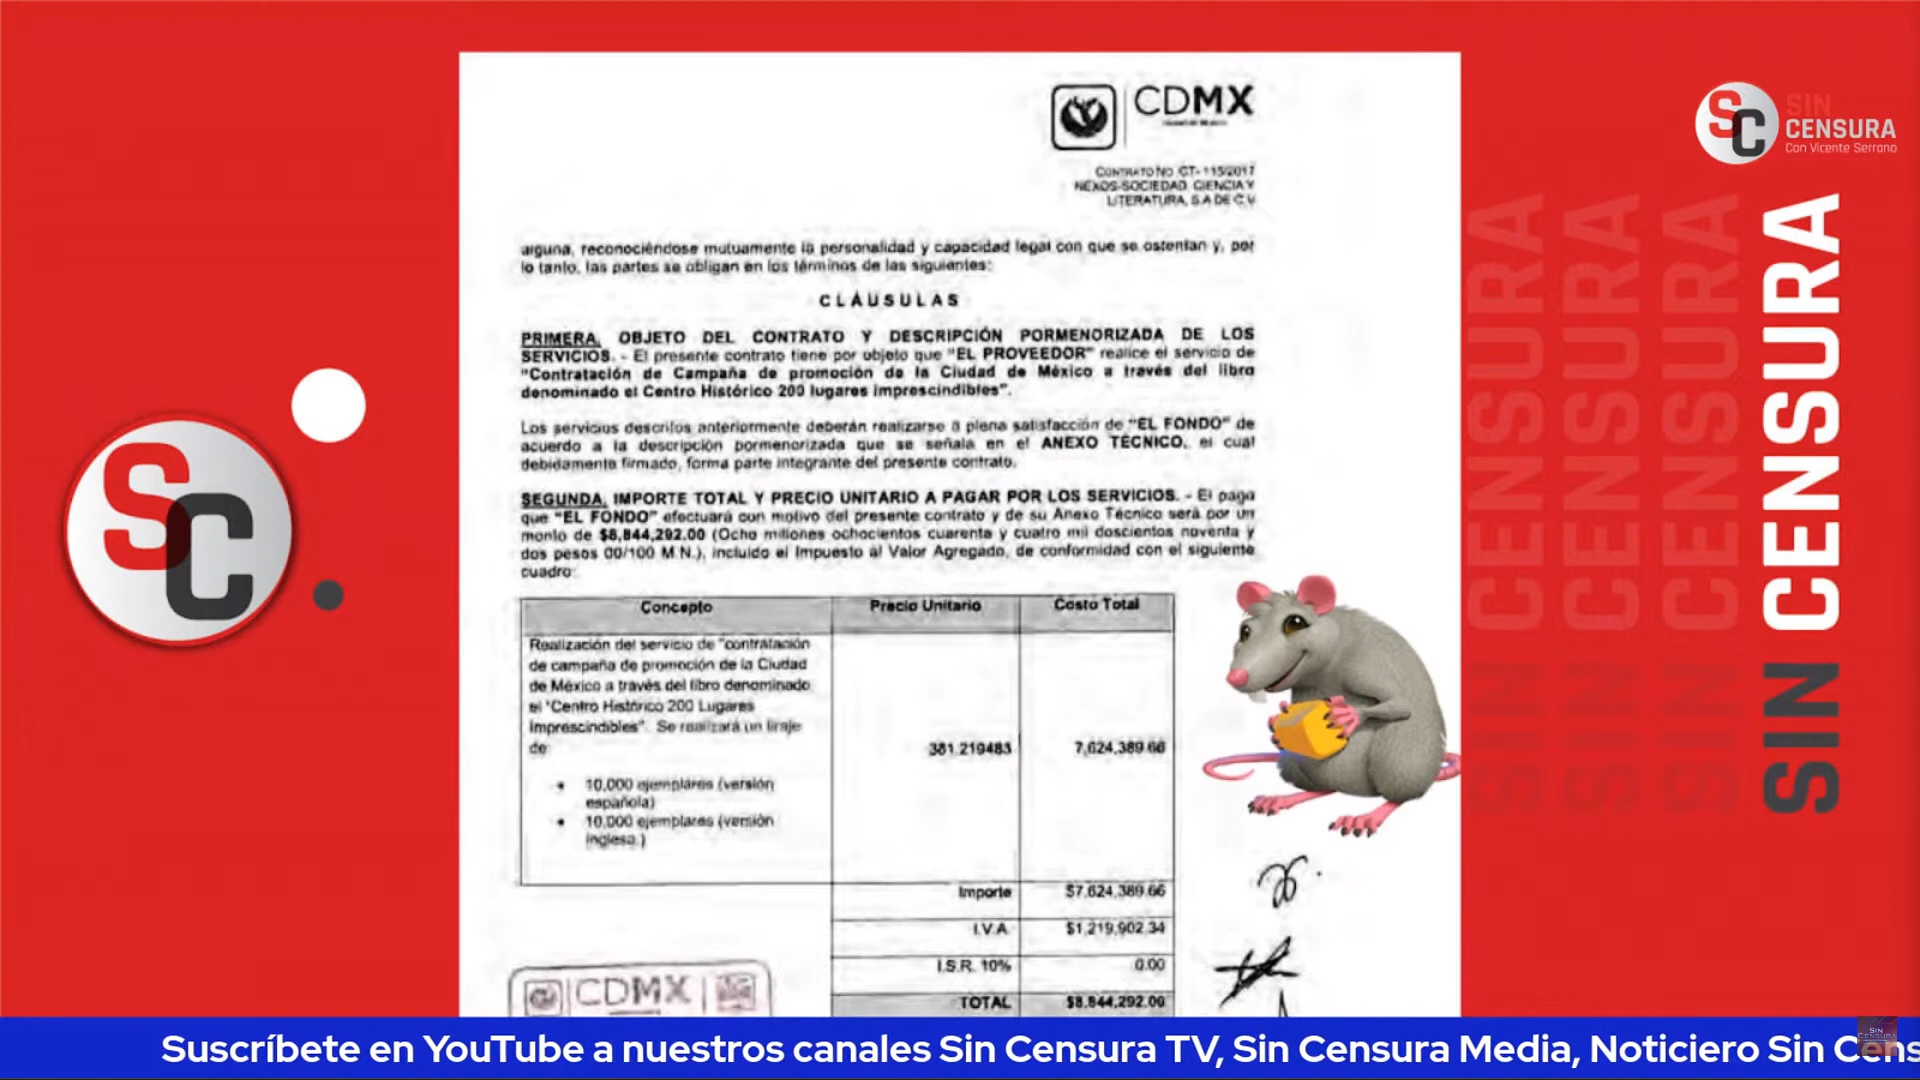 CDMX
CONTRATO No. CT-115/2017
NEXOS-SOCIEDAD, CIENCIA Y
LITERATURA, S.A DE C.V
alguna, reconociéndose mutuamente la personalidad y capacidad legal con que se ostentan y, por
lo tanto, las partes se obligan en los términos de las siguientes:
CLÁUSULAS
PRIMERA. OBJETO DEL CONTRATO Y DESCRIPCIÓN PORMENORIZADA DE LOS
SERVICIOS. - El presente contrato tiene por objeto que "EL PROVEEDOR" realice el servicio de
"Contratación de Campaña de promoción de la Ciudad de México a través del libro
denominado el Centro Histórico 200 lugares imprescindibles".
Los servicios descritos anteriormente deberán realizarse a plena satisfacción de "EL FONDO" de
acuerdo a la descripción pormenorizada que se señala en el ANEXO TÉCNICO, el cual
debidamente firmado, forma parte integrante del presente contrato.
SEGUNDA. IMPORTE TOTAL Y PRECIO UNITARIO A PAGAR POR LOS SERVICIOS. - El pago
que "EL FONDO" efectuará con motivo del presente contrato y de su Anexo Técnico será por un
monto de $8,844,292.00 (Ocho millones ochocientos cuarenta y cuatro mil doscientos noventa y
dos pesos 00/100 M.N.), incluido el Impuesto al Valor Agregado, de conformidad con el siguiente
cuadro:
Concepto Precio Unitario Costo Total
Realización del servicio de "contratación
de campaña de promoción de la Ciudad
de México a través del libro denominado
el "Centro Histórico 200 Lugares
Imprescindibles". Se realizará un tiraje
de
381.219483 7,624,389.66
• 10,000 ejemplares (versión
española)
• 10,000 ejemplares (versión
inglesa.)
Importe $7,624,389.66
I.V.A. $1,219,902.34
I.S.R. 10% 0.00
TOTAL $8,844,292.00
CDMX
SC
SC
SIN
CENSURA
Con Vicente Serrano
SIN CENSURA
SIN CENSURA
SIN CENSURA
SIN CENSURA
Suscríbete en YouTube a nuestros canales Sin Censura TV, Sin Censura Media, Noticiero Sin Cens
SIN
CENSURA